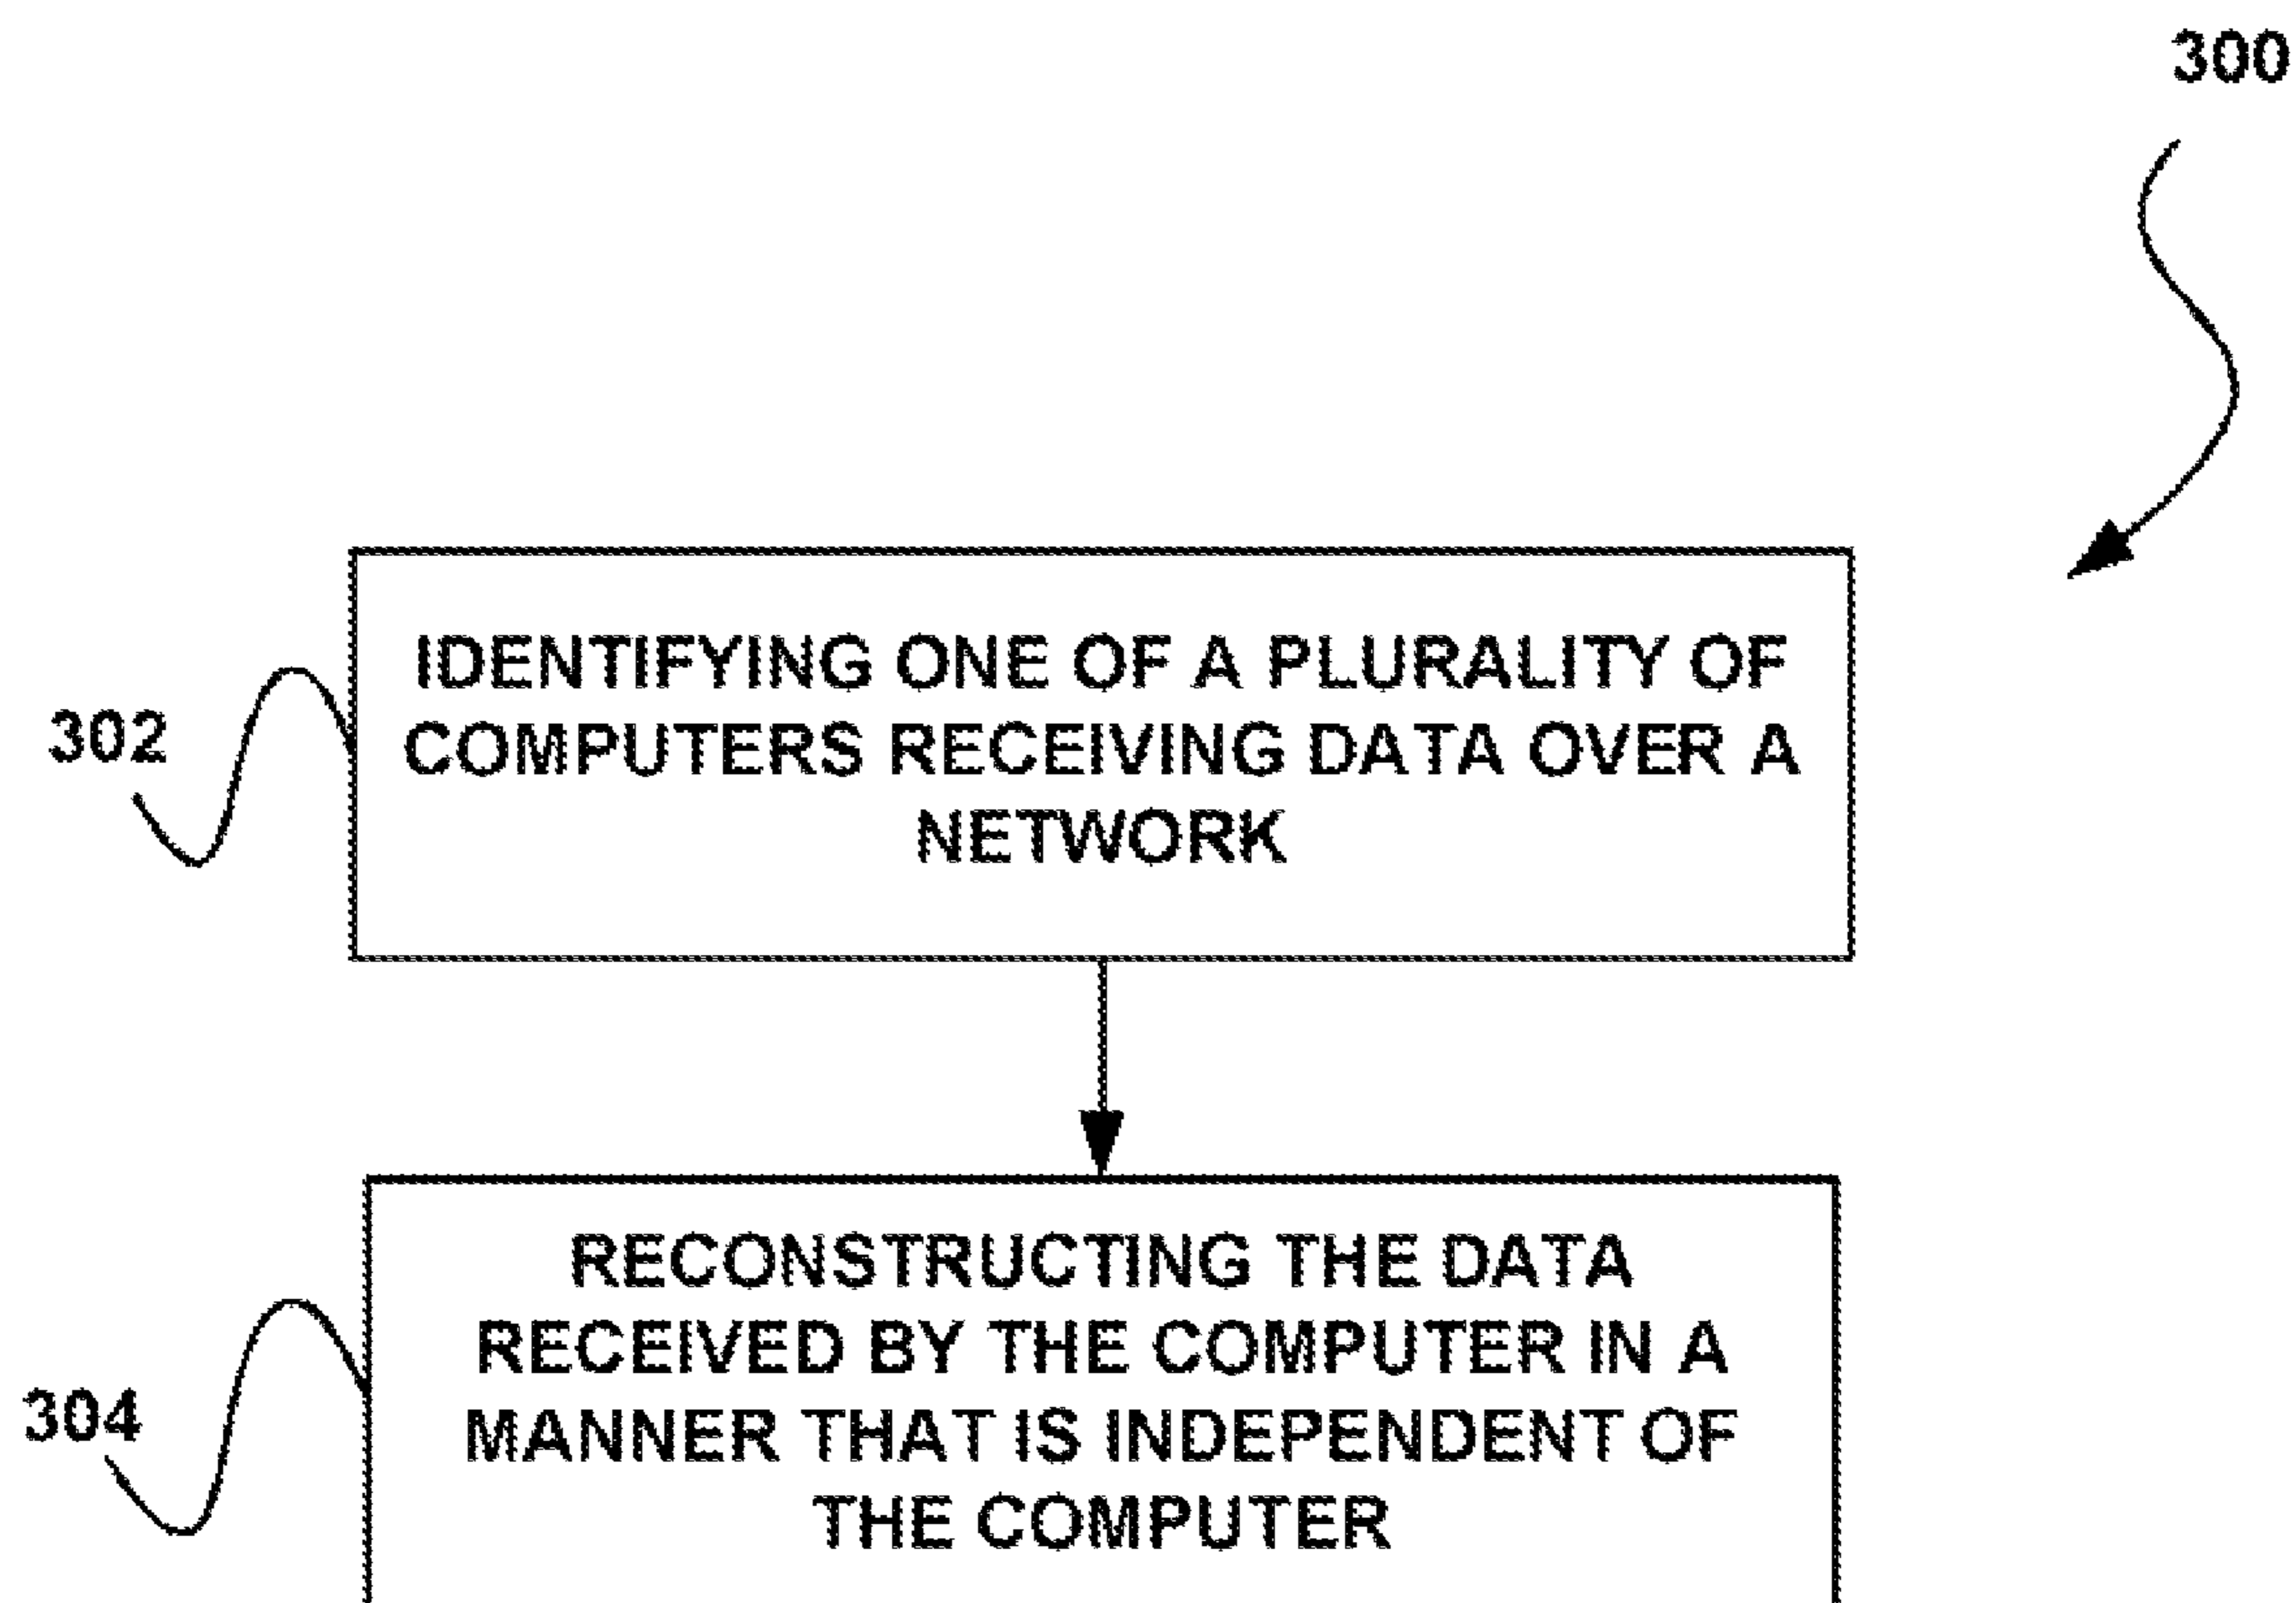 300
302
IDENTIFYING ONE OF A PLURALITY OF
COMPUTERS RECEIVING DATA OVER A
NETWORK
304
RECONSTRUCTING THE DATA
RECEIVED BY THE COMPUTER IN A
MANNER THAT IS INDEPENDENT OF
THE COMPUTER